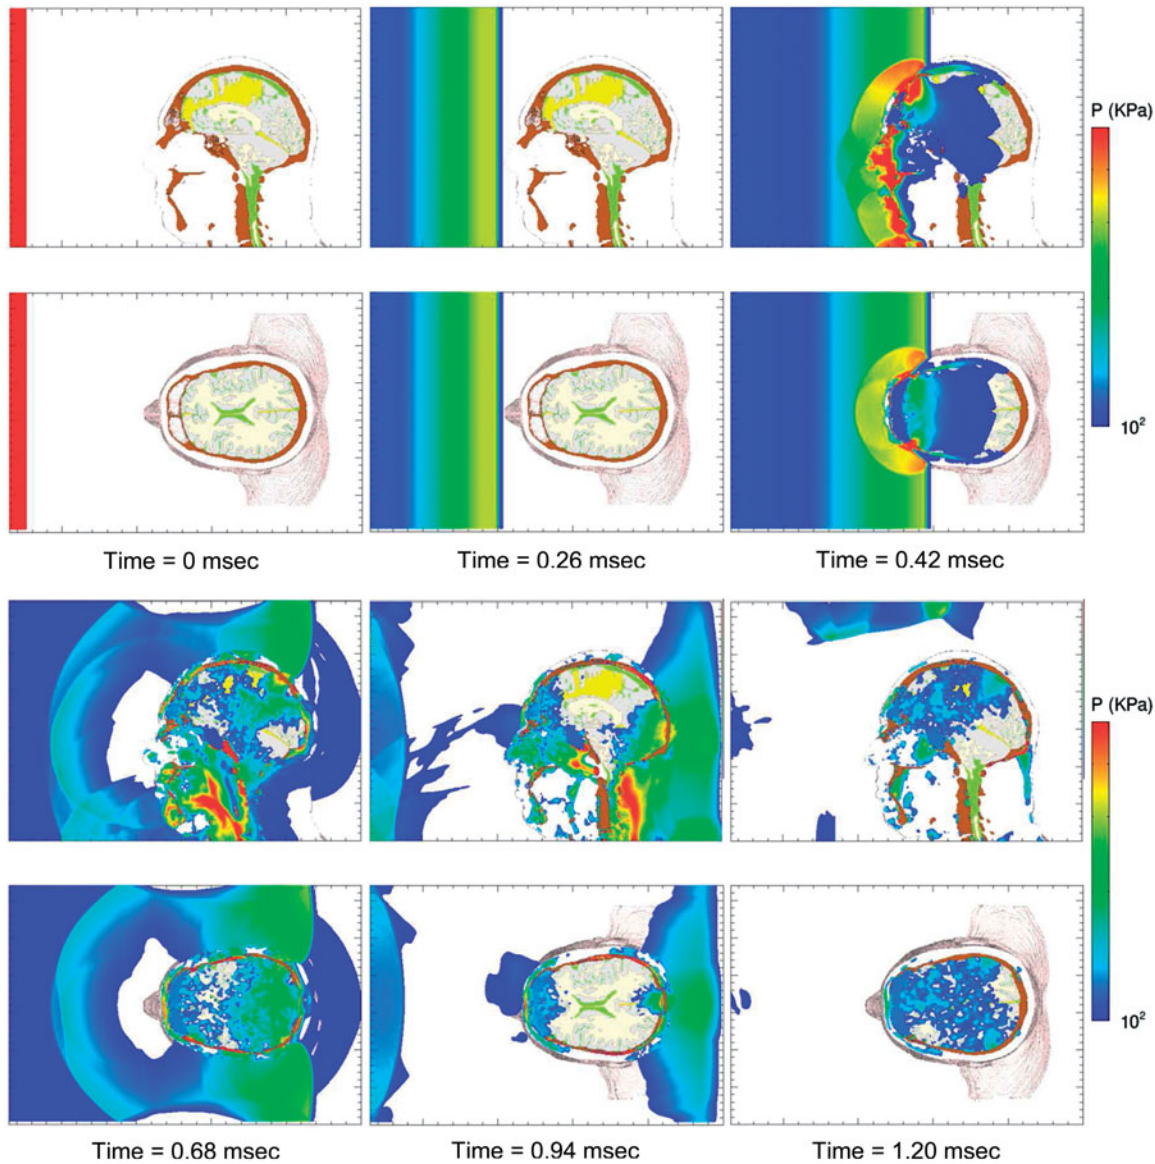 P (KPa)
10²
Time = 0 msec
Time = 0.26 msec
Time = 0.42 msec
P (KPa)
10²
Time = 0.68 msec
Time = 0.94 msec
Time = 1.20 msec